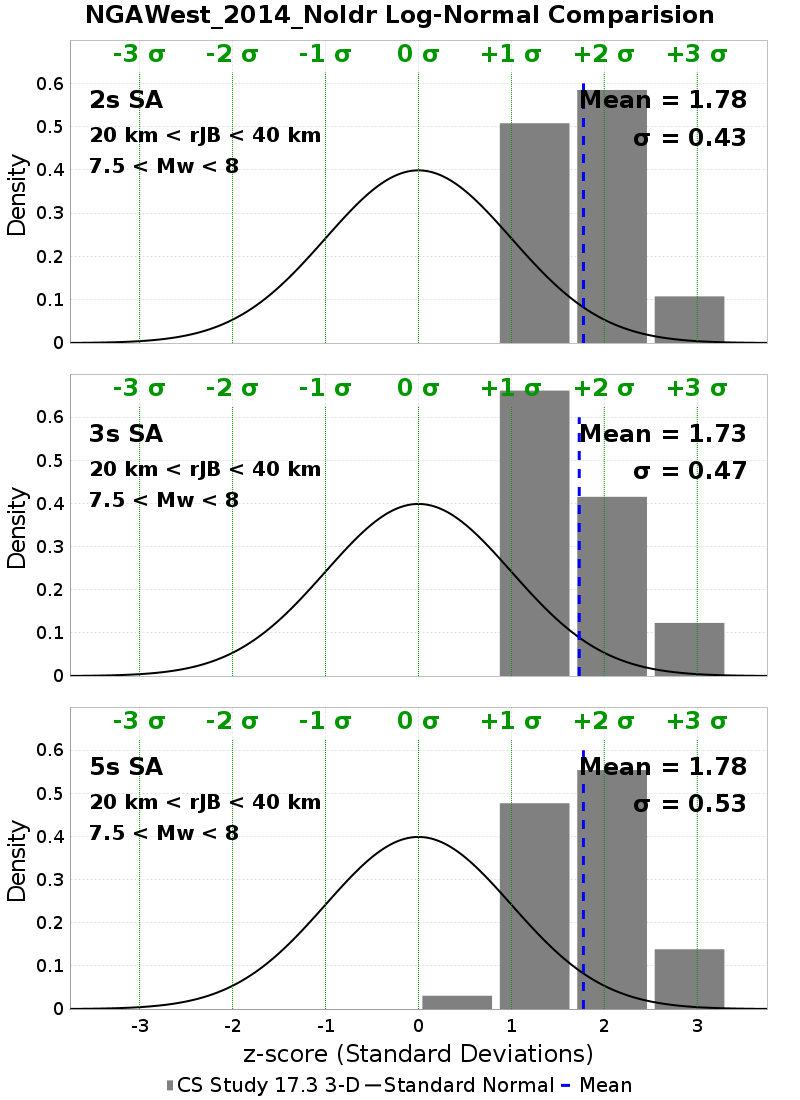 NGAWest_2014_NoIdr Log-Normal Comparision
-3 σ -2 σ -1 σ 0 σ +1 σ +2 σ +3 σ
2s SA
Mean = 1.78
20 km < rJB < 40 km
σ = 0.43
7.5 < Mw < 8
Density
0.6
0.5
0.4
0.3
0.2
0.1
0
-3 σ -2 σ -1 σ 0 σ +1 σ +2 σ +3 σ
3s SA
Mean = 1.73
20 km < rJB < 40 km
σ = 0.47
7.5 < Mw < 8
Density
0.6
0.5
0.4
0.3
0.2
0.1
0
-3 σ -2 σ -1 σ 0 σ +1 σ +2 σ +3 σ
5s SA
Mean = 1.78
20 km < rJB < 40 km
σ = 0.53
7.5 < Mw < 8
Density
0.6
0.5
0.4
0.3
0.2
0.1
0
-3 -2 -1 0 1 2 3
z-score (Standard Deviations)
CS Study 17.3 3-D Standard Normal Mean